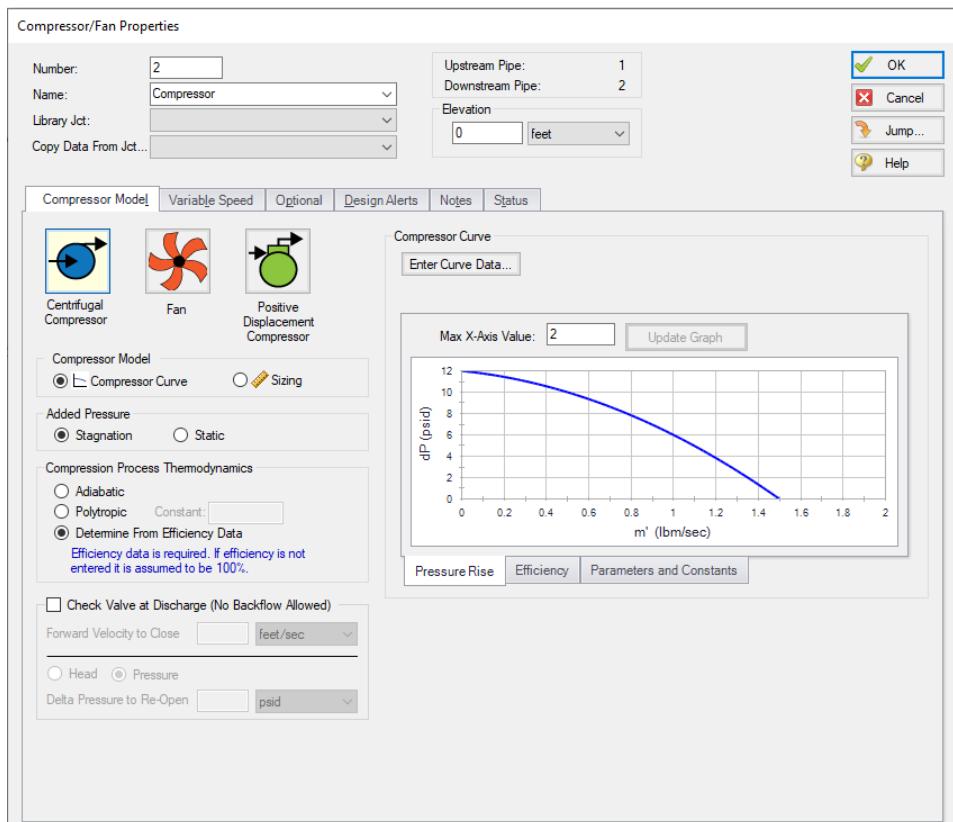 Compressor/Fan Properties
Number: 2
Name: Compressor
Library Jct:
Copy Data From Jct...
Upstream Pipe: 1
Downstream Pipe: 2
Elevation
0 feet
OK
Cancel
Jump...
Help
Compressor Model Variable Speed Optional Design Alerts Notes Status
Centrifugal
Compressor
Fan
Positive
Displacement
Compressor
Compressor Model
Compressor Curve Sizing
Added Pressure
Stagnation Static
Compression Process Thermodynamics
Adiabatic
Polytropic Constant:
Determine From Efficiency Data
Efficiency data is required. If efficiency is not
entered it is assumed to be 100%.
Check Valve at Discharge (No Backflow Allowed)
Forward Velocity to Close feet/sec
Head Pressure
Delta Pressure to Re-Open psid
Compressor Curve
Enter Curve Data...
Max X-Axis Value: 2 Update Graph
dP (psid)
12
10
8
6
4
2
0
0 0.2 0.4 0.6 0.8 1 1.2 1.4 1.6 1.8 2
m' (lbm/sec)
Pressure Rise Efficiency Parameters and Constants